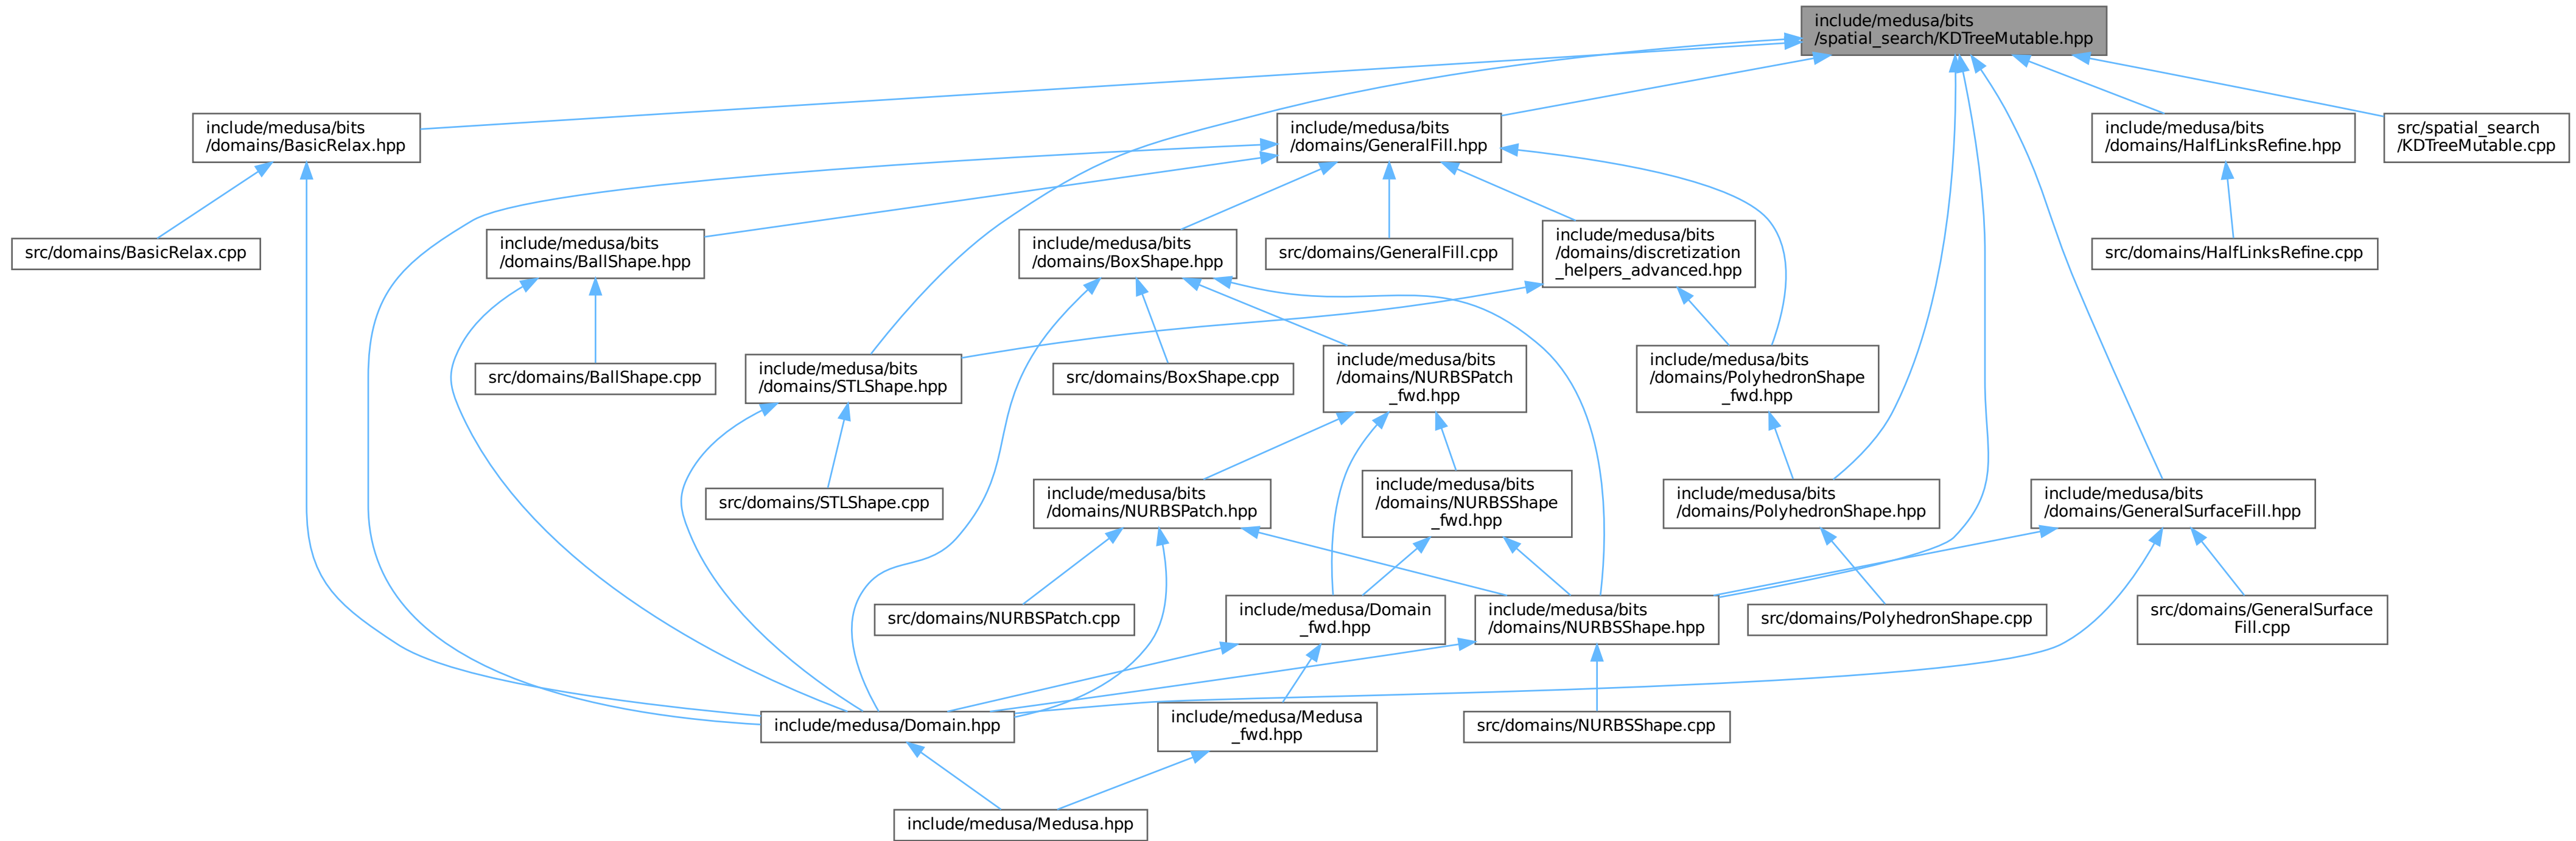 include/medusa/bits
/spatial_search/KDTreeMutable.hpp
include/medusa/bits
/domains/BasicRelax.hpp
include/medusa/bits
/domains/GeneralFill.hpp
include/medusa/bits
/domains/HalfLinksRefine.hpp
src/spatial_search
/KDTreeMutable.cpp
src/domains/BasicRelax.cpp
include/medusa/bits
/domains/BallShape.hpp
include/medusa/bits
/domains/BoxShape.hpp
src/domains/GeneralFill.cpp
include/medusa/bits
/domains/discretization
_helpers_advanced.hpp
src/domains/HalfLinksRefine.cpp
src/domains/BallShape.cpp
include/medusa/bits
/domains/STLShape.hpp
src/domains/BoxShape.cpp
include/medusa/bits
/domains/NURBSPatch
_fwd.hpp
include/medusa/bits
/domains/PolyhedronShape
_fwd.hpp
src/domains/STLShape.cpp
include/medusa/bits
/domains/NURBSPatch.hpp
include/medusa/bits
/domains/NURBSShape
_fwd.hpp
include/medusa/bits
/domains/PolyhedronShape.hpp
include/medusa/bits
/domains/GeneralSurfaceFill.hpp
src/domains/NURBSPatch.cpp
include/medusa/Domain
_fwd.hpp
include/medusa/bits
/domains/NURBSShape.hpp
src/domains/PolyhedronShape.cpp
src/domains/GeneralSurface
Fill.cpp
include/medusa/Domain.hpp
include/medusa/Medusa
_fwd.hpp
src/domains/NURBSShape.cpp
include/medusa/Medusa.hpp